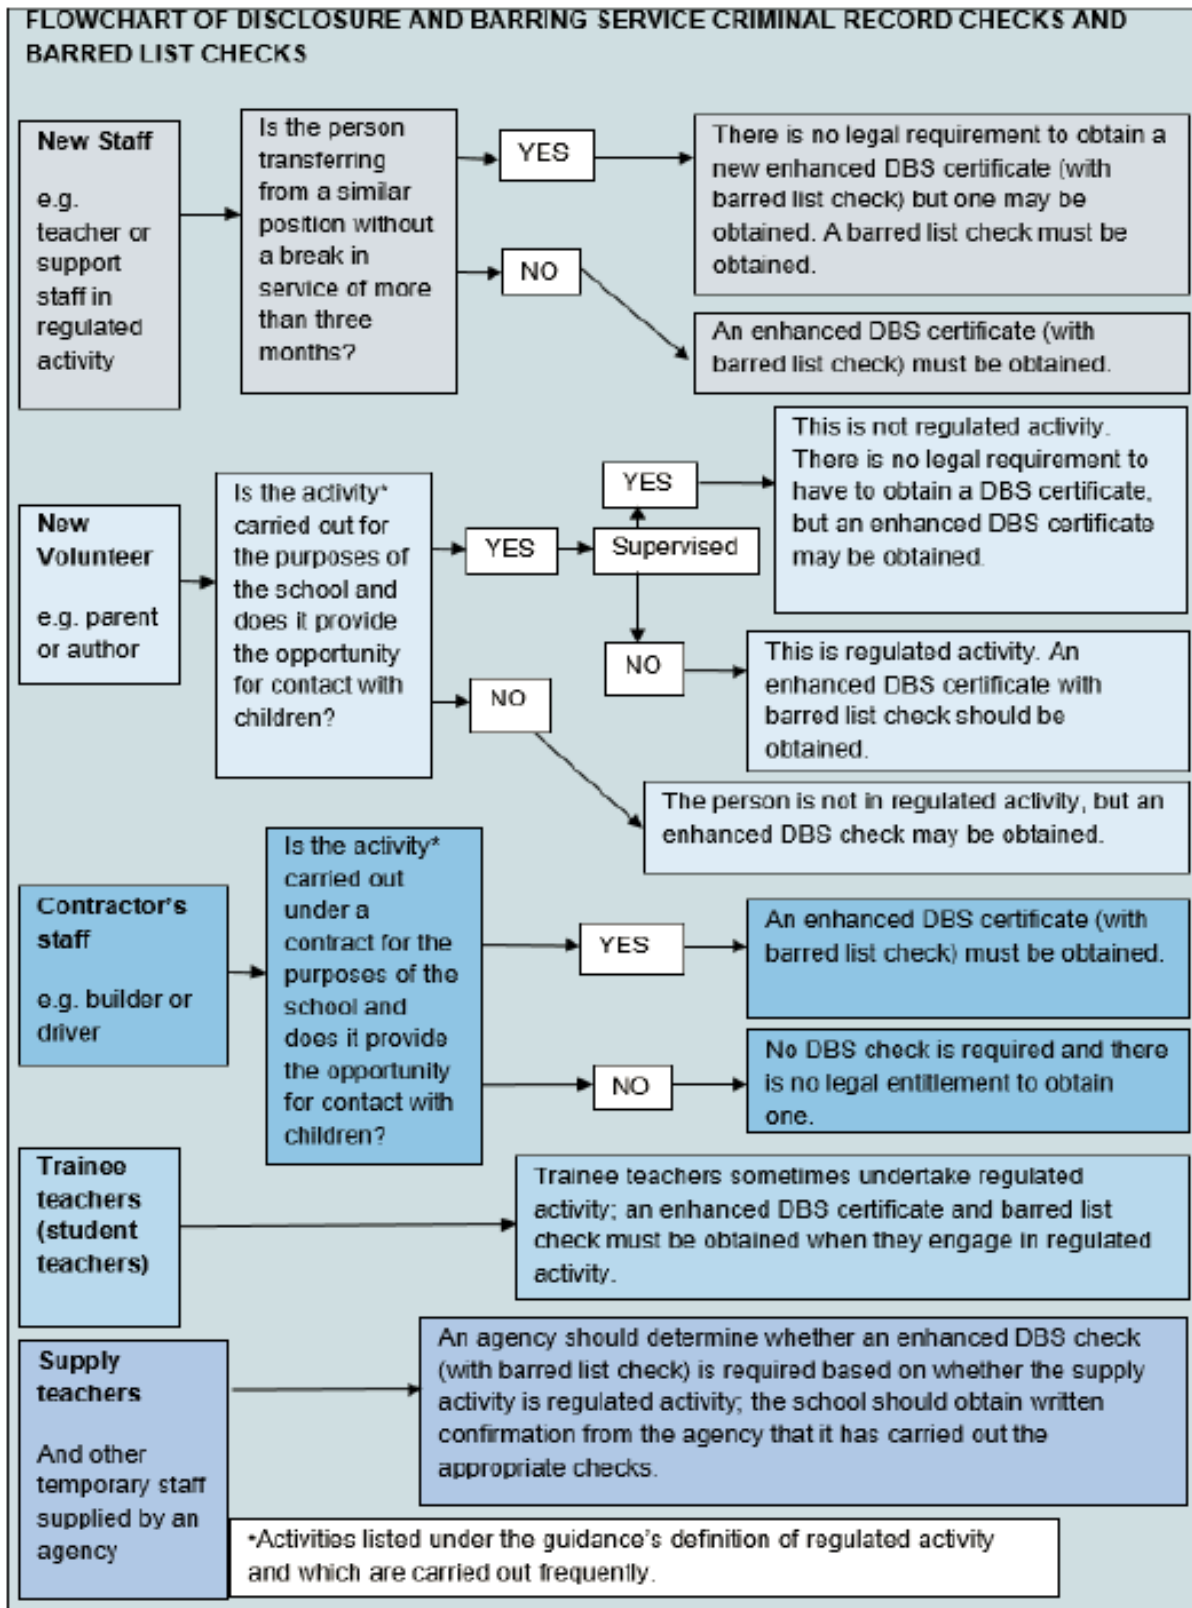 FLOWCHART OF DISCLOSURE AND BARRING SERVICE CRIMINAL RECORD CHECKS AND
BARRED LIST CHECKS
New Staff
e.g.
teacher or
support
staff in
regulated
activity
Is the person
transferring
from a similar
position without
a break in
service of more
than three
months?
YES
There is no legal requirement to obtain a
new enhanced DBS certificate (with
barred list check) but one may be
obtained. A barred list check must be
obtained.
NO
An enhanced DBS certificate (with
barred list check) must be obtained.
New
Volunteer
e.g. parent
or author
Is the activity*
carried out for
the purposes of
the school and
does it provide
the opportunity
for contact with
children?
YES
Supervised
YES
This is not regulated activity.
There is no legal requirement to
have to obtain a DBS certificate,
but an enhanced DBS certificate
may be obtained.
NO
This is regulated activity. An
enhanced DBS certificate with
barred list check should be
obtained.
NO
The person is not in regulated activity, but an
enhanced DBS check may be obtained.
Contractor's
staff
e.g. builder or
driver
Is the activity*
carried out
under a
contract for the
purposes of the
school and
does it provide
the opportunity
for contact with
children?
YES
An enhanced DBS certificate (with
barred list check) must be obtained.
NO
No DBS check is required and there
is no legal entitlement to obtain
one.
Trainee
teachers
(student
teachers)
Trainee teachers sometimes undertake regulated
activity; an enhanced DBS certificate and barred list
check must be obtained when they engage in regulated
activity.
Supply
teachers
And other
temporary staff
supplied by an
agency
An agency should determine whether an enhanced DBS check
(with barred list check) is required based on whether the supply
activity is regulated activity; the school should obtain written
confirmation from the agency that it has carried out the
appropriate checks.
*Activities listed under the guidance's definition of regulated activity
and which are carried out frequently.